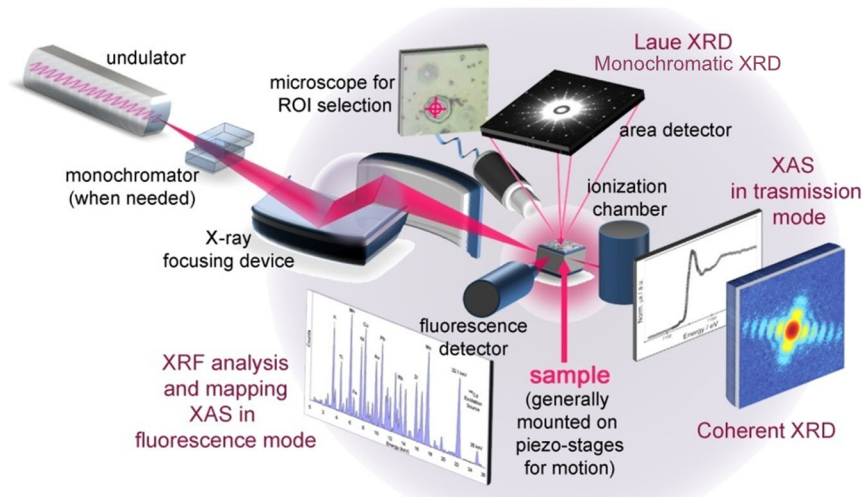 undulator
monochromator
(when needed)
X-ray
focusing device
microscope for
ROI selection
Laue XRD
Monochromatic XRD
area detector
ionization
chamber
XAS
in trasmission
mode
Energy / eV
Coherent XRD
fluorescence
detector
sample
(generally
mounted on
piezo-stages
for motion)
XRF analysis
and mapping
XAS in
fluorescence mode